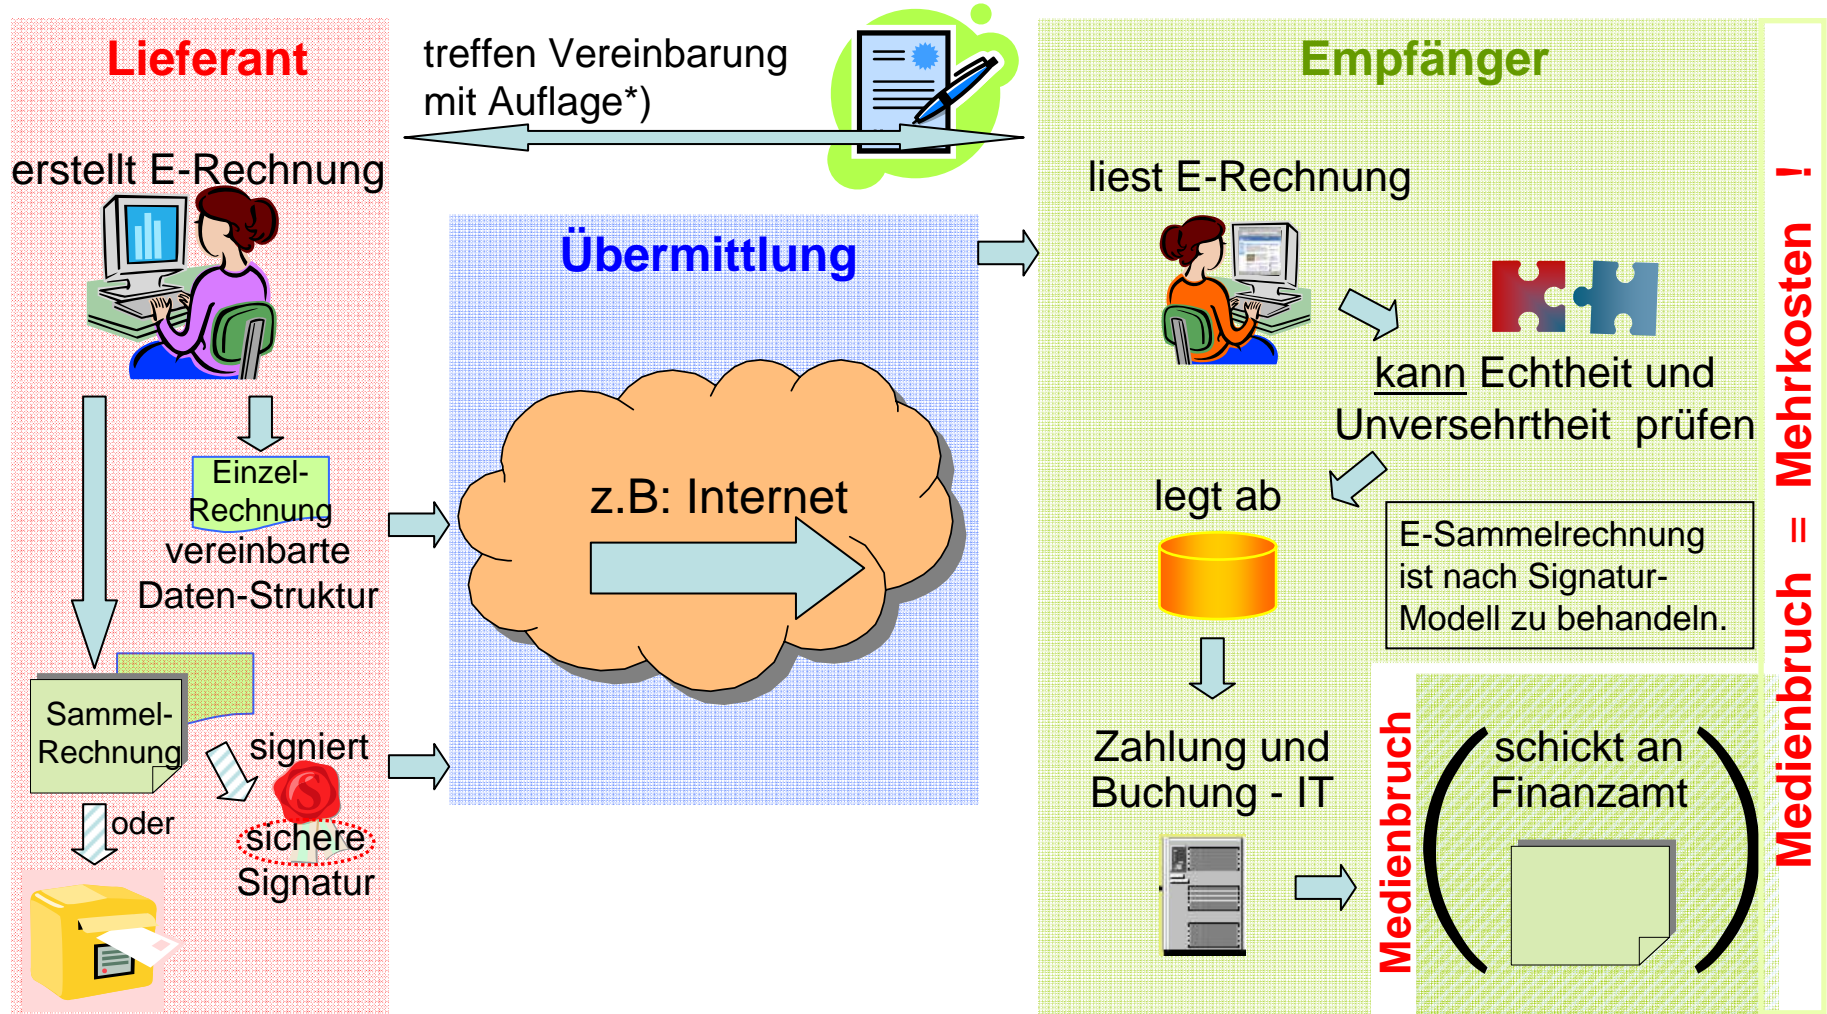 Lieferant
treffen Vereinbarung
mit Auflage*)
Empfänger
erstellt E-Rechnung
liest E-Rechnung
Übermittlung
kann Echtheit und
Unversehrtheit prüfen
Einzel-
Rechnung
vereinbarte
Daten-Struktur
z.B: Internet
legt ab
E-Sammelrechnung
ist nach Signatur-
Modell zu behandeln.
Sammel-
Rechnung
signiert
S
oder
sichere
Signatur
Zahlung und
Buchung - IT
Medienbruch
schickt an
Finanzamt
Medienbruch = Mehrkosten !